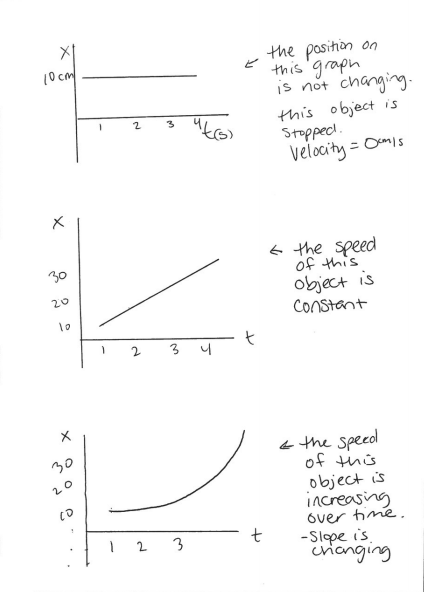 X
10 cm
1 2 3 4 t(s)
← the position on
this graph
is not changing.
this object is
stopped.
Velocity = 0cm/s
X
30
20
10
1 2 3 4 t
← the speed
of this
object is
constant
X
30
20
10
1 2 3 t
← the speed
of this
object is
increasing
over time.
-Slope is
changing